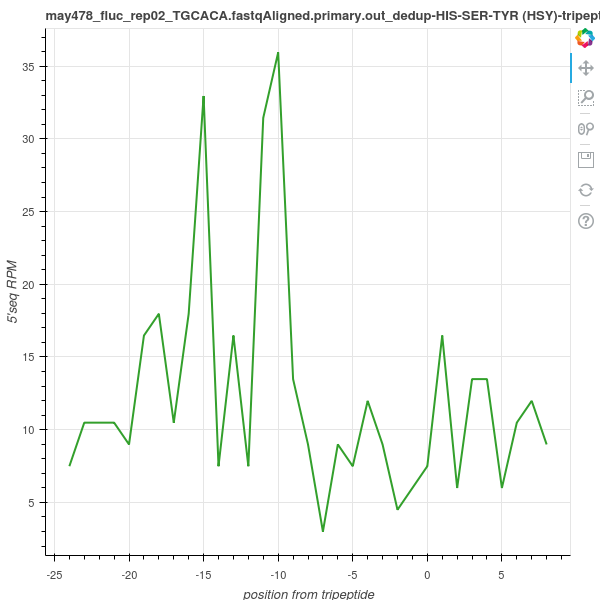 may478_fluc_rep02_TGCACA.fastqAligned.primary.out_dedup-HIS-SER-TYR (HSY)-tripept
35
30
25
20
15
10
5
5'seq RPM
-25 -20 -15 -10 -5 0 5
position from tripeptide